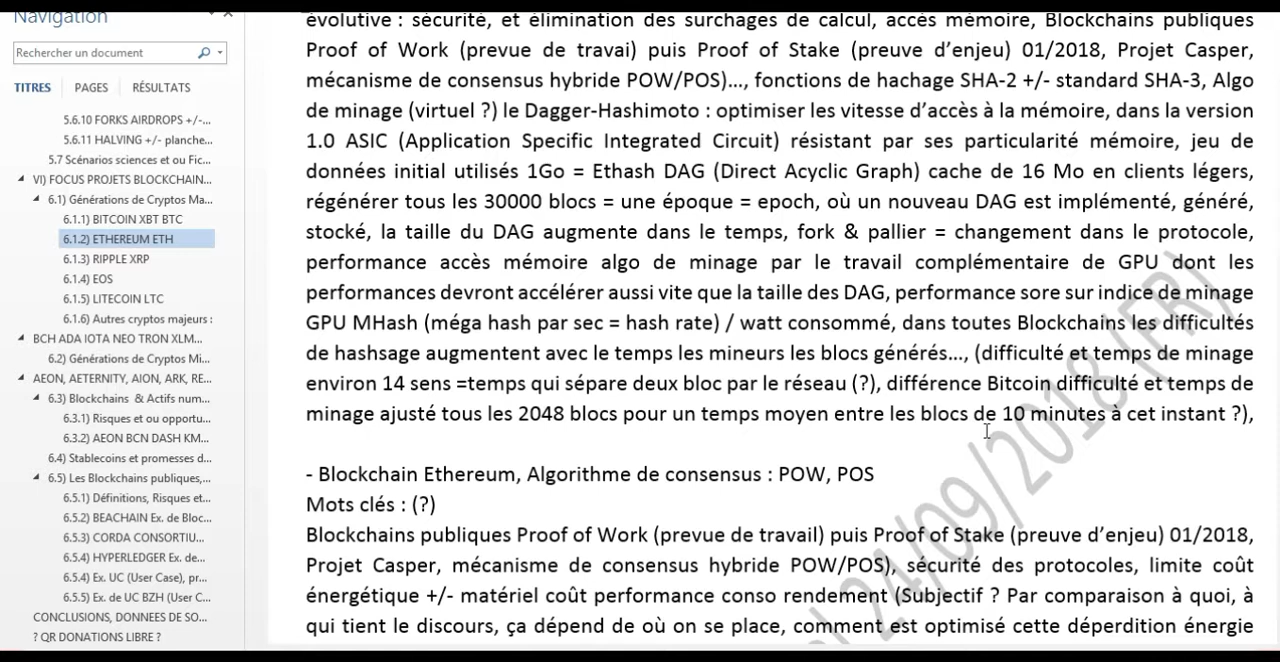 Navigation
Rechercher un document
TITRES PAGES RÉSULTATS
5.6.10 FORKS AIRDROPS +/-...
5.6.11 HALVING +/- planche...
5.7 Scénarios sciences et ou Fic...
VI) FOCUS PROJETS BLOCKCHAIN...
6.1) Générations de Cryptos Ma...
6.1.1) BITCOIN XBT BTC
6.1.2) ETHEREUM ETH
6.1.3) RIPPLE XRP
6.1.4) EOS
6.1.5) LITECOIN LTC
6.1.6) Autres cryptos majeurs :
BCH ADA IOTA NEO TRON XLM...
6.2) Générations de Cryptos Mi...
AEON, AETERNITY, AION, ARK, RE...
6.3) Blockchains & Actifs num...
6.3.1) Risques et ou opportu...
6.3.2) AEON BCN DASH KM...
6.4) Stablecoins et promesses d...
6.5) Les Blockchains publiques,...
6.5.1) Définitions, Risques et...
6.5.2) BEACHAIN Ex. de Bloc...
6.5.3) CORDA CONSORTIU...
6.5.4) HYPERLEDGER Ex. de...
6.5.4) Ex. UC (User Case), pr...
6.5.5) Ex. de UC BZH (User C...
CONCLUSIONS, DONNEES DE SO...
? QR DONATIONS LIBRE ?
évolutive : sécurité, et élimination des surchages de calcul, accès mémoire, Blockchains publiques
Proof of Work (prevue de travai) puis Proof of Stake (preuve d'enjeu) 01/2018, Projet Casper,
mécanisme de consensus hybride POW/POS)..., fonctions de hachage SHA-2 +/- standard SHA-3, Algo
de minage (virtuel ?) le Dagger-Hashimoto : optimiser les vitesse d'accès à la mémoire, dans la version
1.0 ASIC (Application Specific Integrated Circuit) résistant par ses particularité mémoire, jeu de
données initial utilisés 1Go = Ethash DAG (Direct Acyclic Graph) cache de 16 Mo en clients légers,
régénérer tous les 30000 blocs = une époque = epoch, où un nouveau DAG est implémenté, généré,
stocké, la taille du DAG augmente dans le temps, fork & pallier = changement dans le protocole,
performance accès mémoire algo de minage par le travail complémentaire de GPU dont les
performances devront accélérer aussi vite que la taille des DAG, performance sore sur indice de minage
GPU MHash (méga hash par sec = hash rate) / watt consommé, dans toutes Blockchains les difficultés
de hashsage augmentent avec le temps les mineurs les blocs générés..., (difficulté et temps de minage
environ 14 sens =temps qui sépare deux bloc par le réseau (?), différence Bitcoin difficulté et temps de
minage ajusté tous les 2048 blocs pour un temps moyen entre les blocs de 10 minutes à cet instant ?),
- Blockchain Ethereum, Algorithme de consensus : POW, POS
Mots clés : (?)
Blockchains publiques Proof of Work (prevue de travail) puis Proof of Stake (preuve d'enjeu) 01/2018,
Projet Casper, mécanisme de consensus hybride POW/POS), sécurité des protocoles, limite coût
énergétique +/- matériel coût performance conso rendement (Subjectif ? Par comparaison à quoi, à
qui tient le discours, ça dépend de où on se place, comment est optimisé cette déperdition énergie
24/09/2018 (FR)